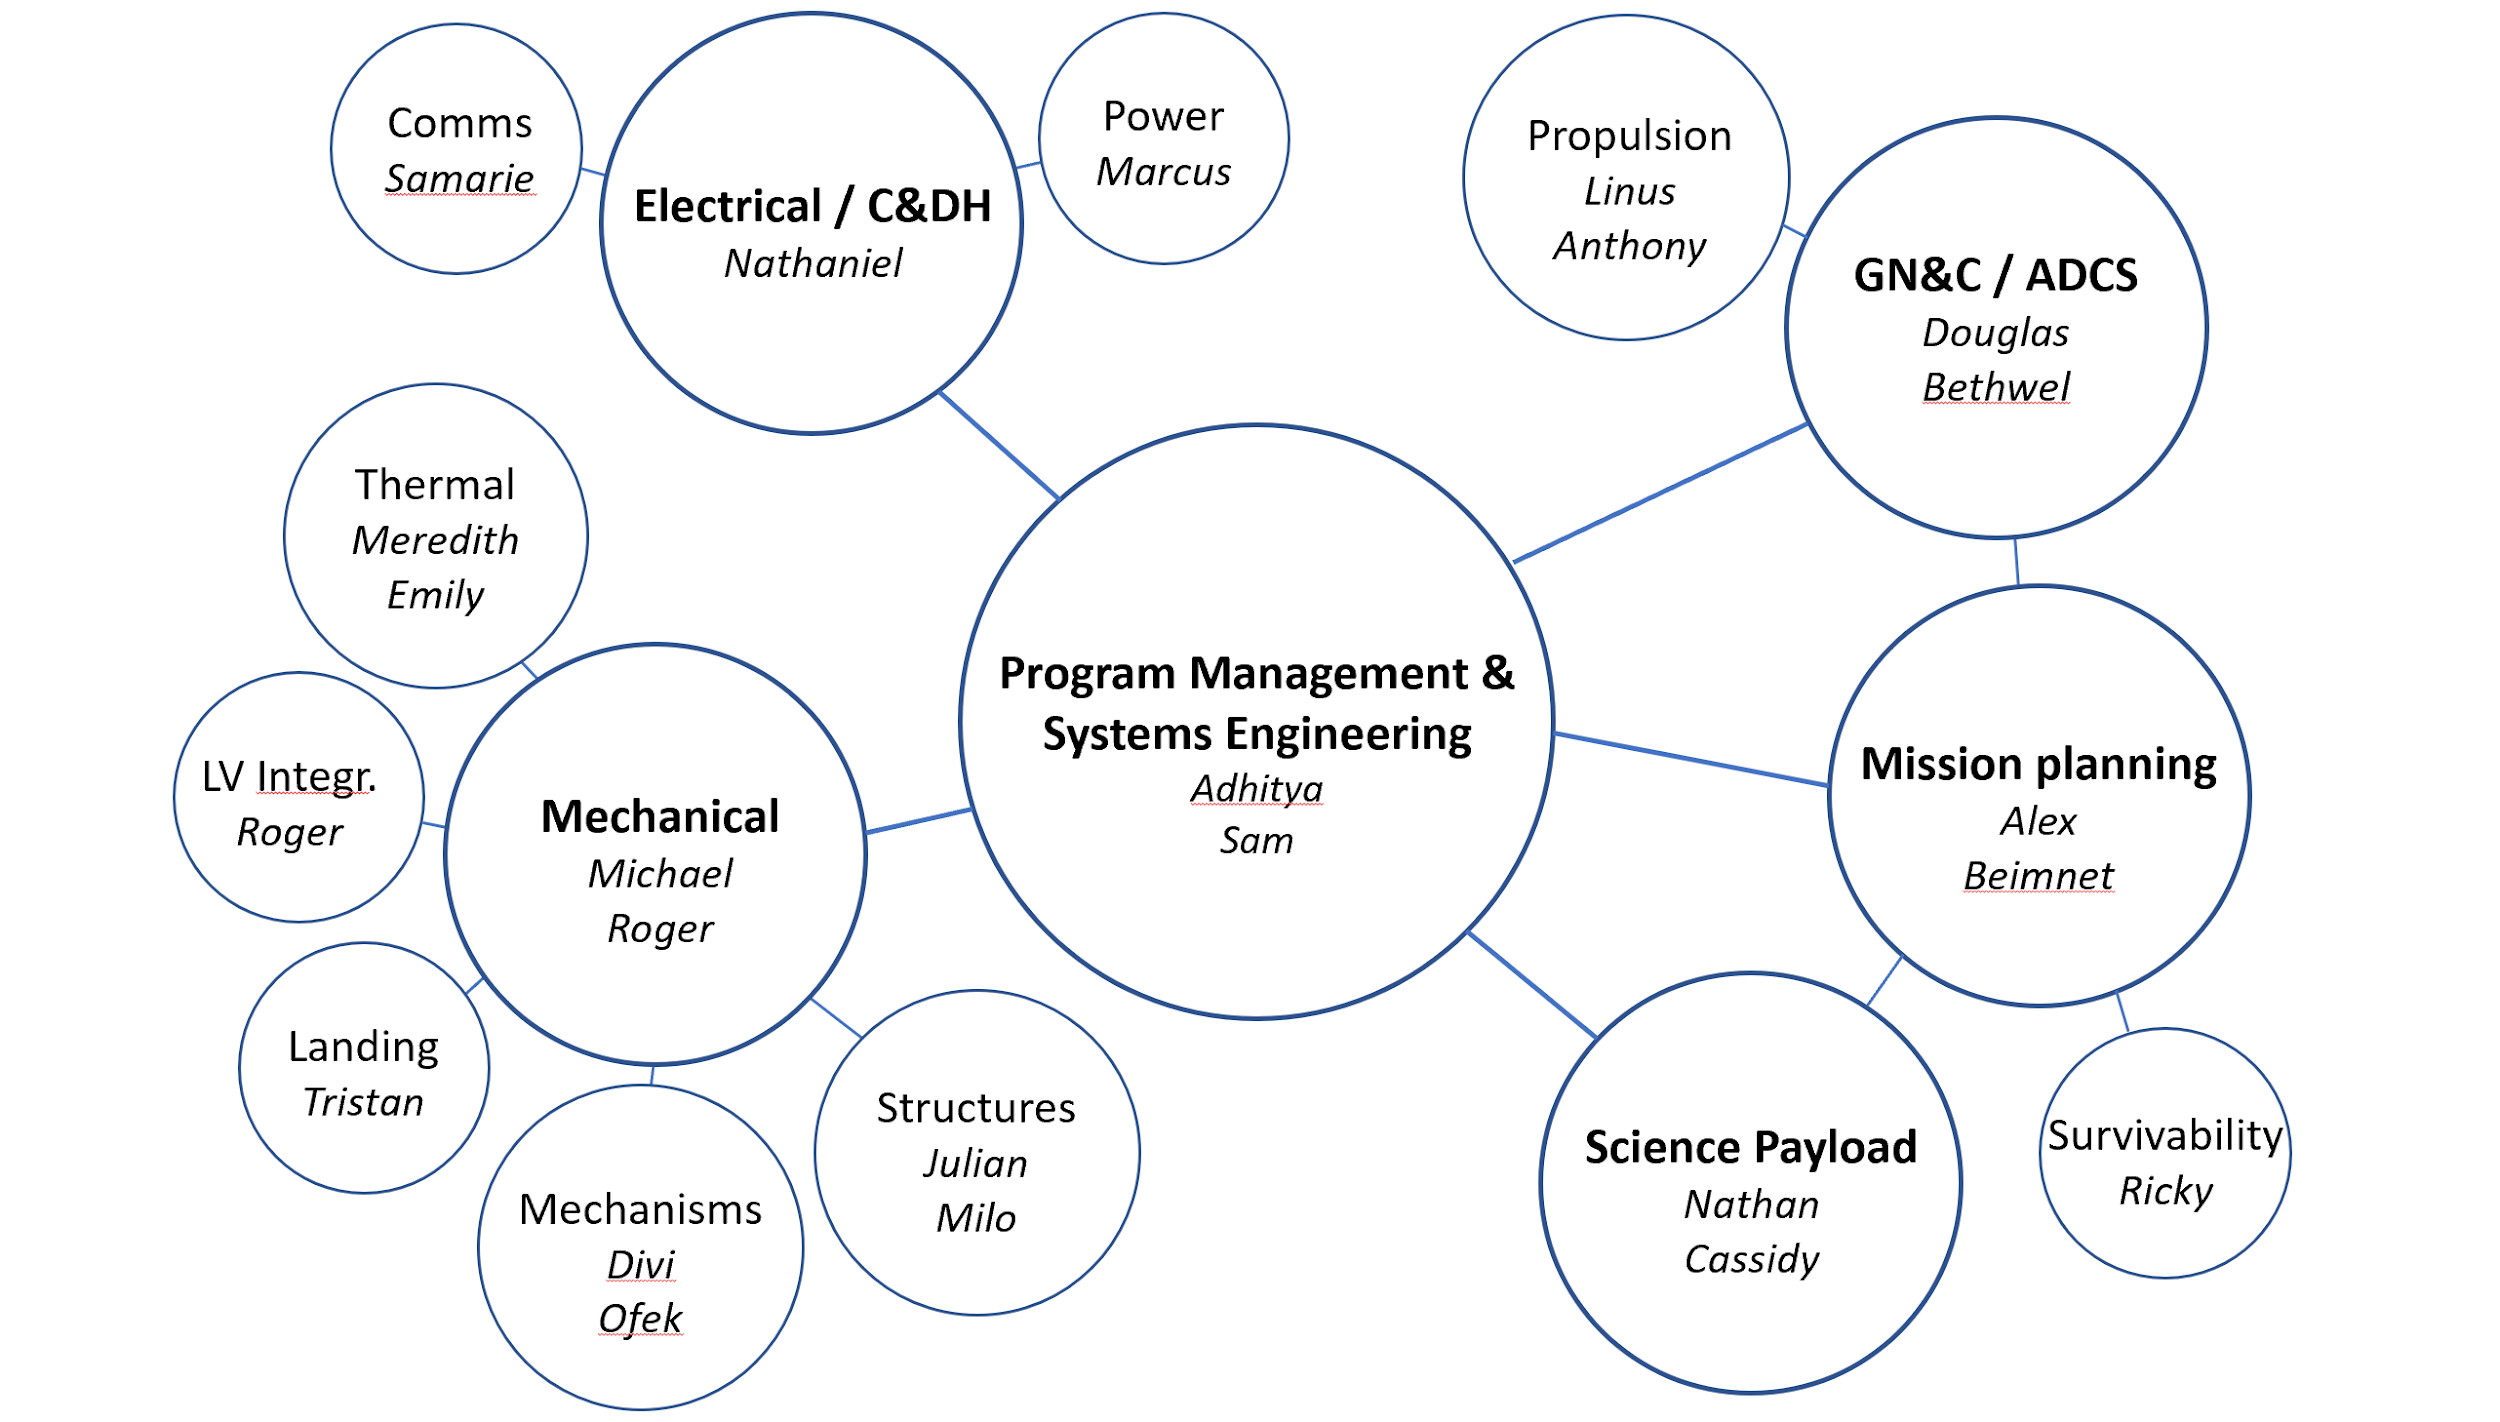 Comms
Samarie
Electrical / C&DH
Nathaniel
Power
Marcus
Propulsion
Linus
Anthony
GN&C / ADCS
Douglas
Bethwel
Thermal
Meredith
Emily
LV Integr.
Roger
Mechanical
Michael
Roger
Program Management &
Systems Engineering
Adhitya
Sam
Mission planning
Alex
Beimnet
Landing
Tristan
Mechanisms
Divi
Ofek
Structures
Julian
Milo
Science Payload
Nathan
Cassidy
Survivability
Ricky